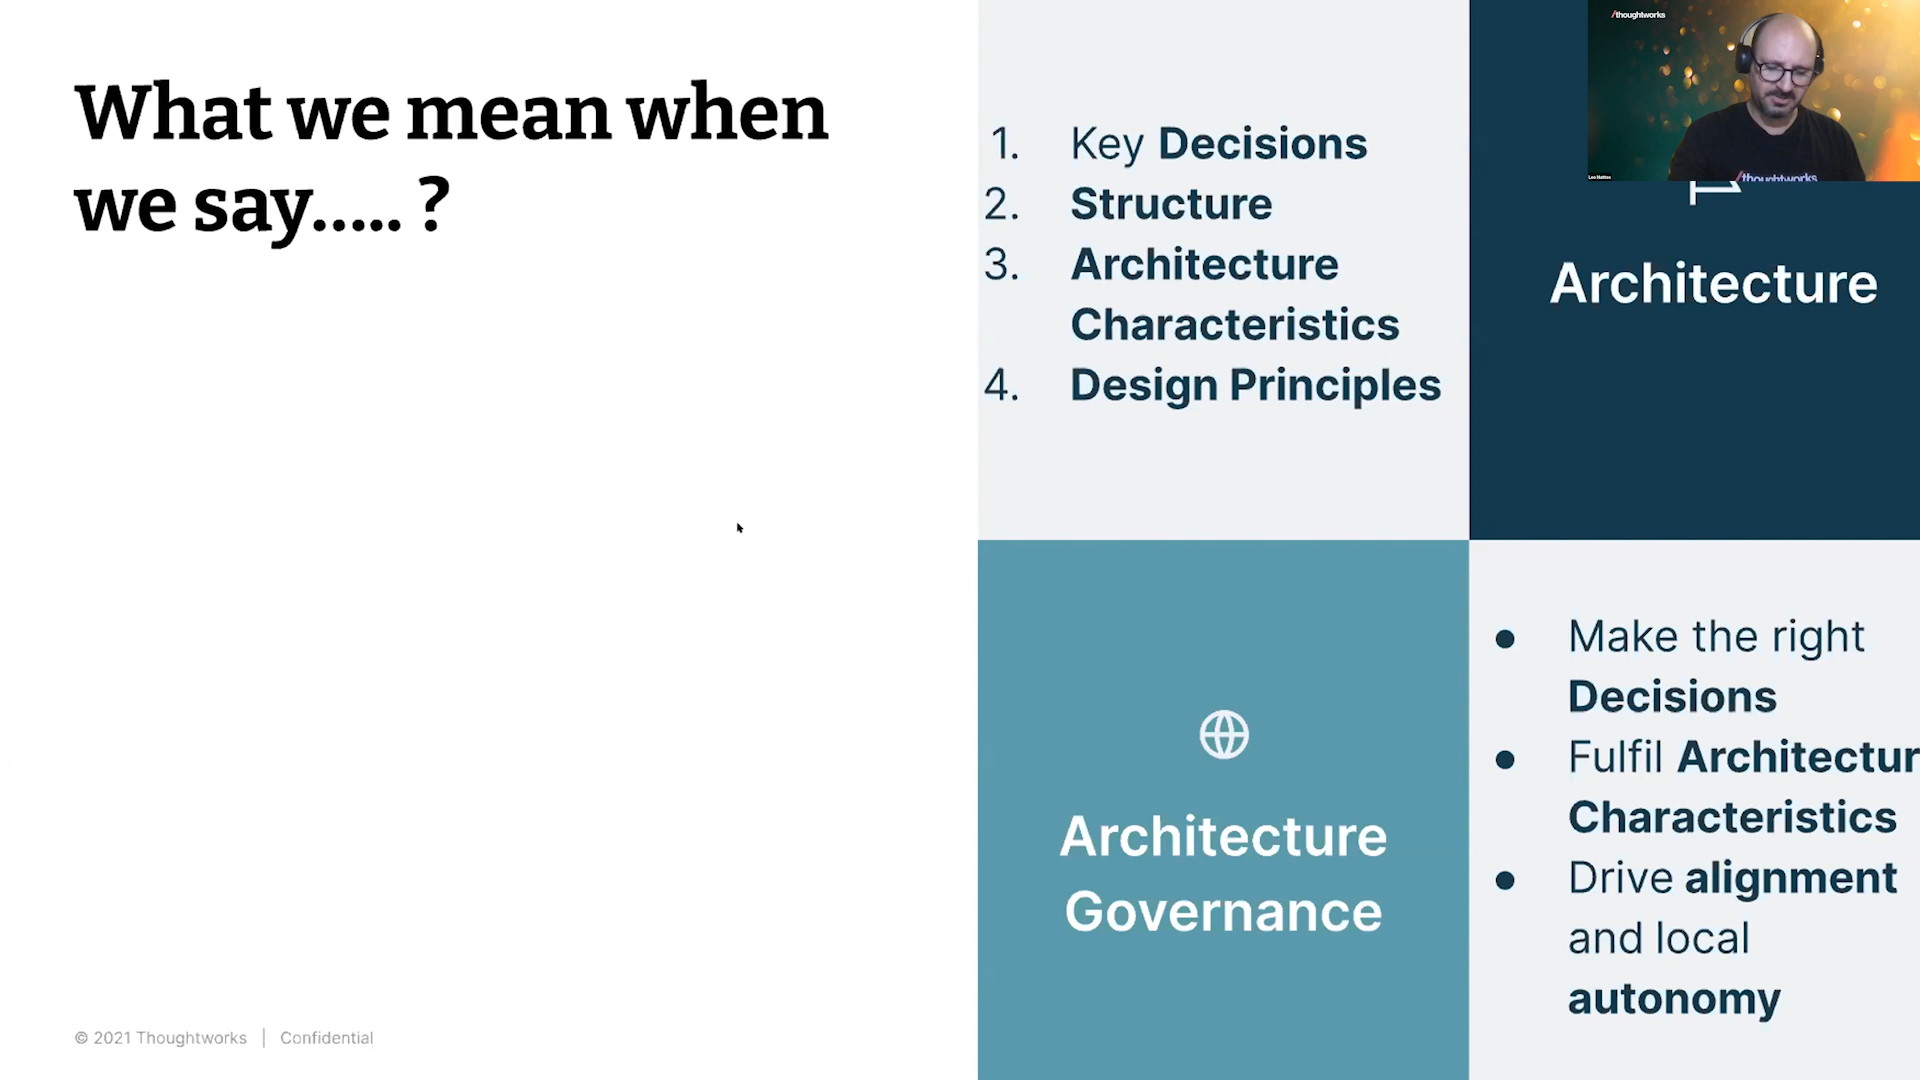 What we mean when
we say..... ?
1. Key Decisions
2. Structure
3. Architecture
Characteristics
4. Design Principles
/thoughtworks
/thoughtworks
Architecture
Architecture
Governance
• Make the right
Decisions
• Fulfil Architectur
Characteristics
• Drive alignment
and local
autonomy
© 2021 Thoughtworks | Confidential